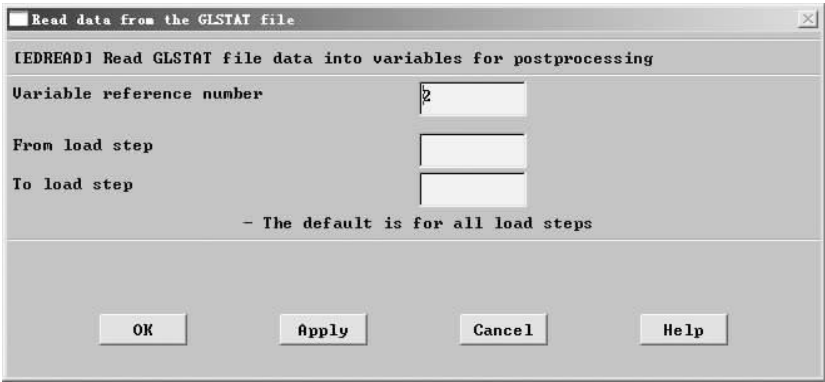 Read data from the GLSTAT file
[EDREAD] Read GLSTAT file data into variables for postprocessing
Variable reference number 2
From load step
To load step
- The default is for all load steps
OK Apply Cancel Help